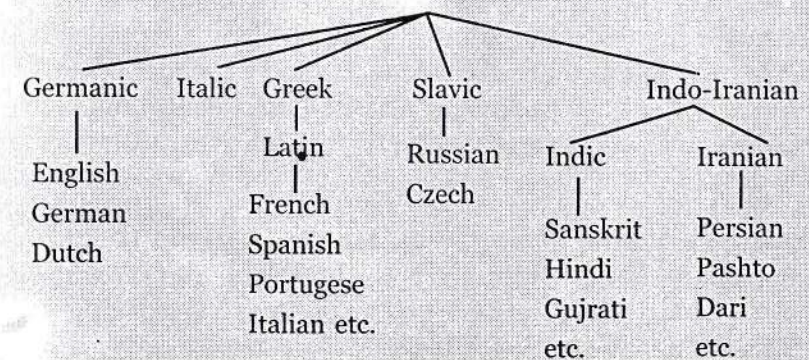 Germanic Italic Greek Slavic Indo-Iranian
Latin Russian Indic Iranian
English Czech
German French Sanskrit Persian
Dutch Spanish Hindi Pashto
Portugese Gujrati Dari
Italian etc. etc. etc.